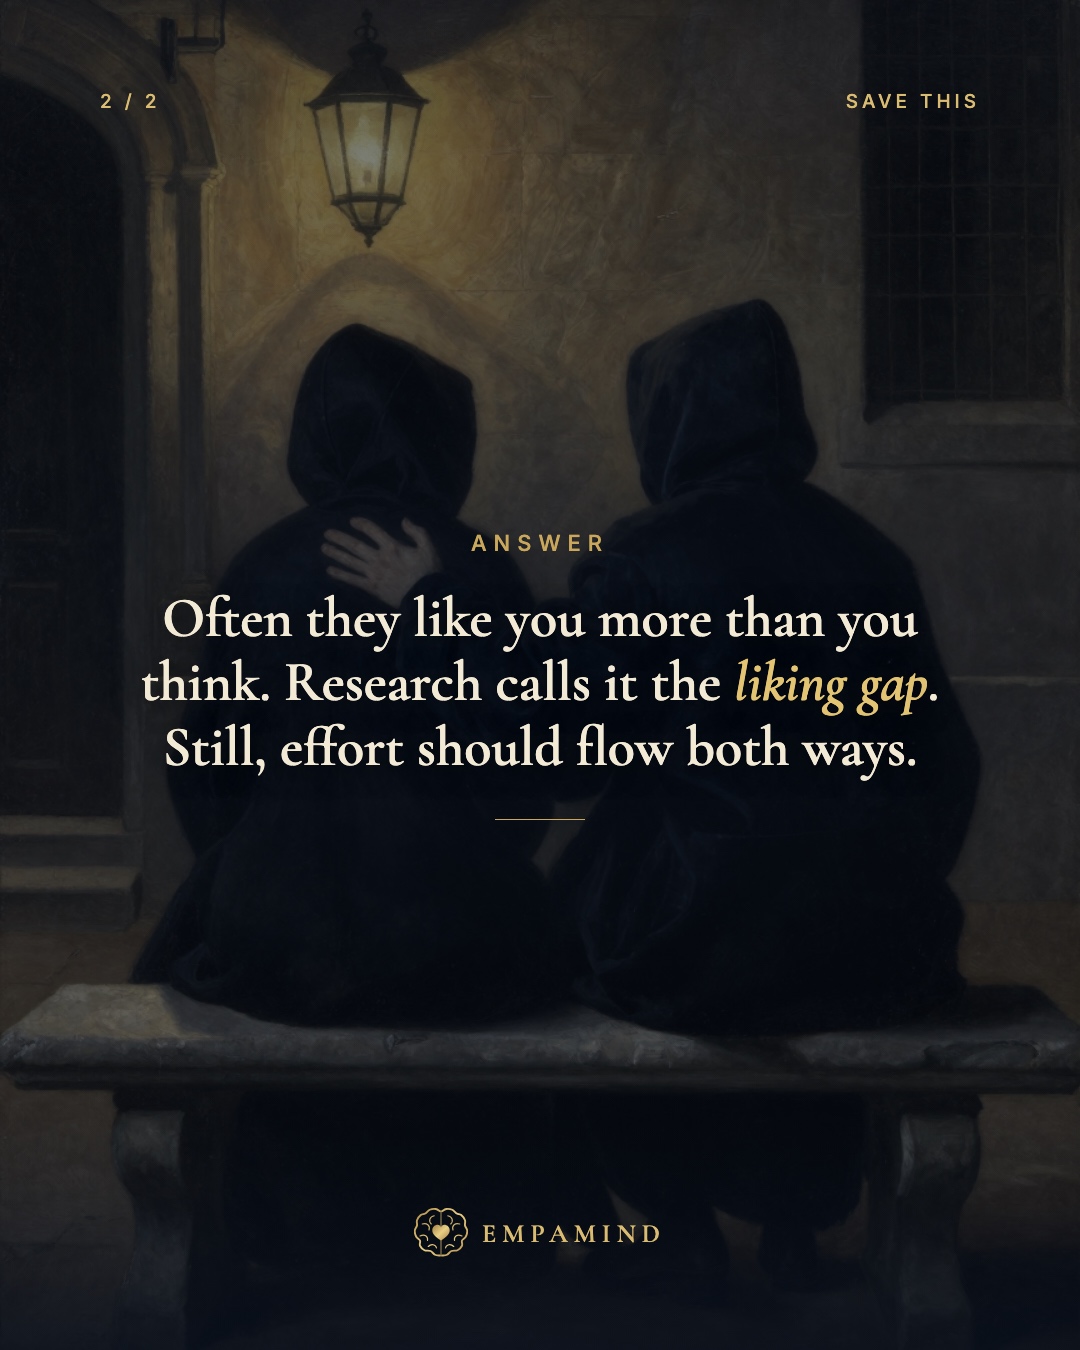 2 / 2
SAVE THIS
ANSWER
Often they like you more than you
think. Research calls it the liking gap.
Still, effort should flow both ways.
EMPAMIND